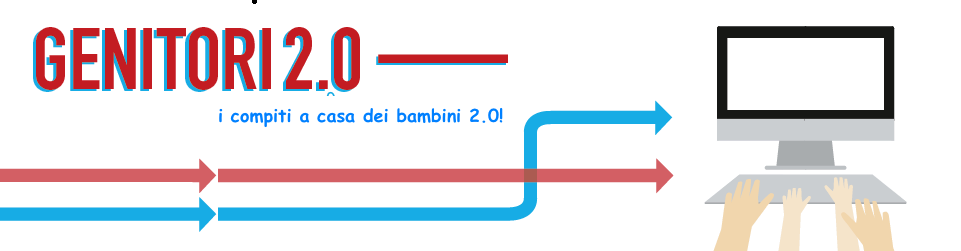 GENITORI 2.0
i compiti a casa dei bambini 2.0!